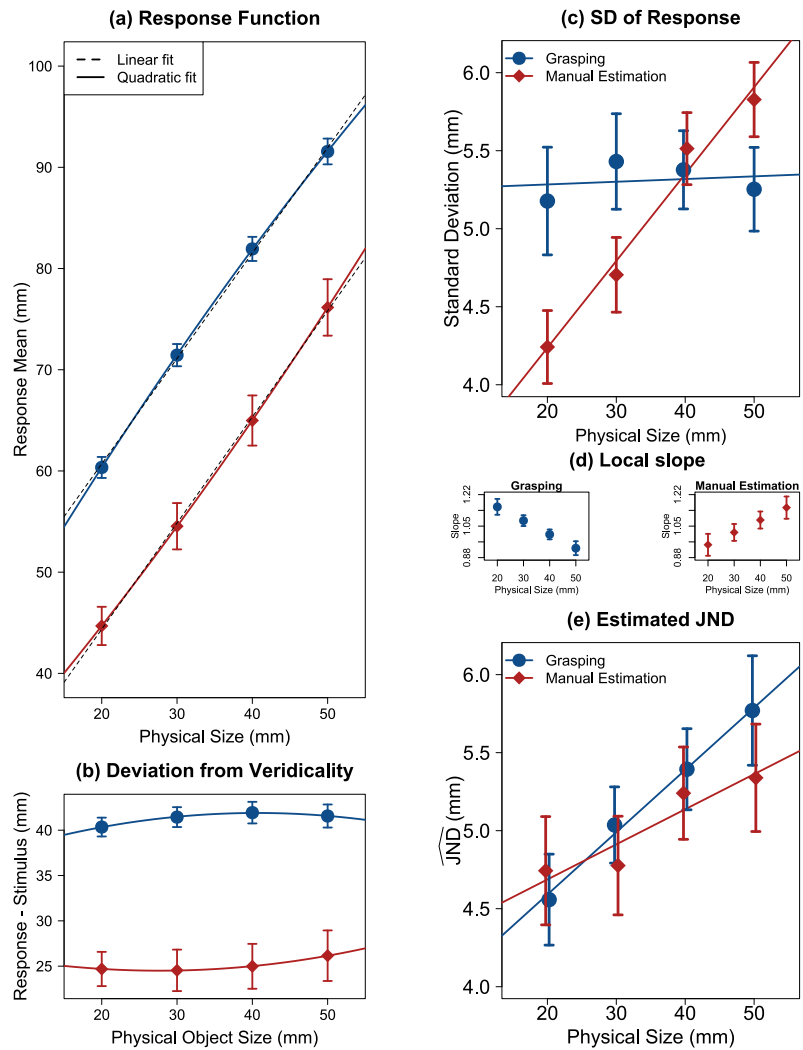 (a) Response Function
Linear fit
Quadratic fit
100
90
80
70
60
50
40
Response Mean (mm)
20 30 40 50
Physical Size (mm)
(b) Deviation from Veridicality
40
35
30
25
Response - Stimulus (mm)
20 30 40 50
Physical Object Size (mm)
(c) SD of Response
Grasping
Manual Estimation
6.0
5.5
5.0
4.5
4.0
Standard Deviation (mm)
20 30 40 50
Physical Size (mm)
(d) Local slope
Grasping
1.22
1.05
0.88
Slope
20 30 40 50
Physical Size (mm)
Manual Estimation
1.22
1.05
0.88
Slope
20 30 40 50
Physical Size (mm)
(e) Estimated JND
Grasping
Manual Estimation
6.0
5.5
5.0
4.5
4.0
JND (mm)
20 30 40 50
Physical Size (mm)